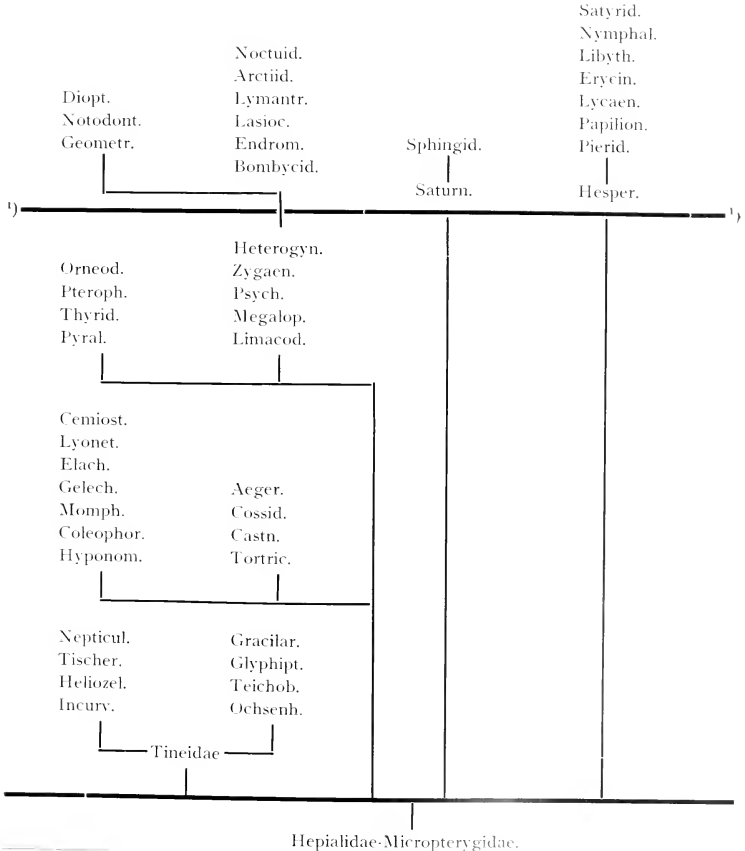 Satyrid.
Nymphal.
Libyth.
Erycin.
Lycaen.
Papilion.
Pierid.
Hesper.
Noctuid.
Arctiid.
Lymantr.
Lasioc.
Endrom.
Bombycid.
Diopt.
Notodont.
Geometr.
Sphingid.
Saturn.
¹)
¹)
Heterogyn.
Zygaen.
Psych.
Megalop.
Limacod.
Orneod.
Pteroph.
Thyrid.
Pyral.
Cemiost.
Lyonet.
Elach.
Gelech.
Momph.
Coleophor.
Hyponom.
Aeger.
Cossid.
Castn.
Tortric.
Nepticul.
Tischer.
Heliozel.
Incurv.
Gracilar.
Glyphipt.
Teichob.
Ochsenh.
Tineidae
Hepialidae-Micropterygidae.